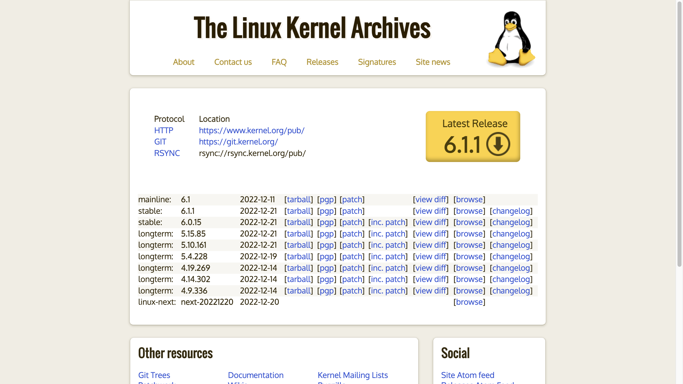 The Linux Kernel Archives
About Contact us FAQ Releases Signatures Site news
Protocol Location
HTTP https://www.kernel.org/pub/
GIT https://git.kernel.org/
RSYNC rsync://rsync.kernel.org/pub/
Latest Release
6.1.1
mainline: 6.1 2022-12-11 [tarball] [pgp] [patch] [view diff] [browse]
stable: 6.1.1 2022-12-21 [tarball] [pgp] [patch] [view diff] [browse] [changelog]
stable: 6.0.15 2022-12-21 [tarball] [pgp] [patch] [inc. patch] [view diff] [browse] [changelog]
longterm: 5.15.85 2022-12-21 [tarball] [pgp] [patch] [inc. patch] [view diff] [browse] [changelog]
longterm: 5.10.161 2022-12-21 [tarball] [pgp] [patch] [inc. patch] [view diff] [browse] [changelog]
longterm: 5.4.228 2022-12-19 [tarball] [pgp] [patch] [inc. patch] [view diff] [browse] [changelog]
longterm: 4.19.269 2022-12-14 [tarball] [pgp] [patch] [inc. patch] [view diff] [browse] [changelog]
longterm: 4.14.302 2022-12-14 [tarball] [pgp] [patch] [inc. patch] [view diff] [browse] [changelog]
longterm: 4.9.336 2022-12-14 [tarball] [pgp] [patch] [inc. patch] [view diff] [browse] [changelog]
linux-next: next-20221220 2022-12-20 [browse]
Other resources
Git Trees Documentation Kernel Mailing Lists
Social
Site Atom feed